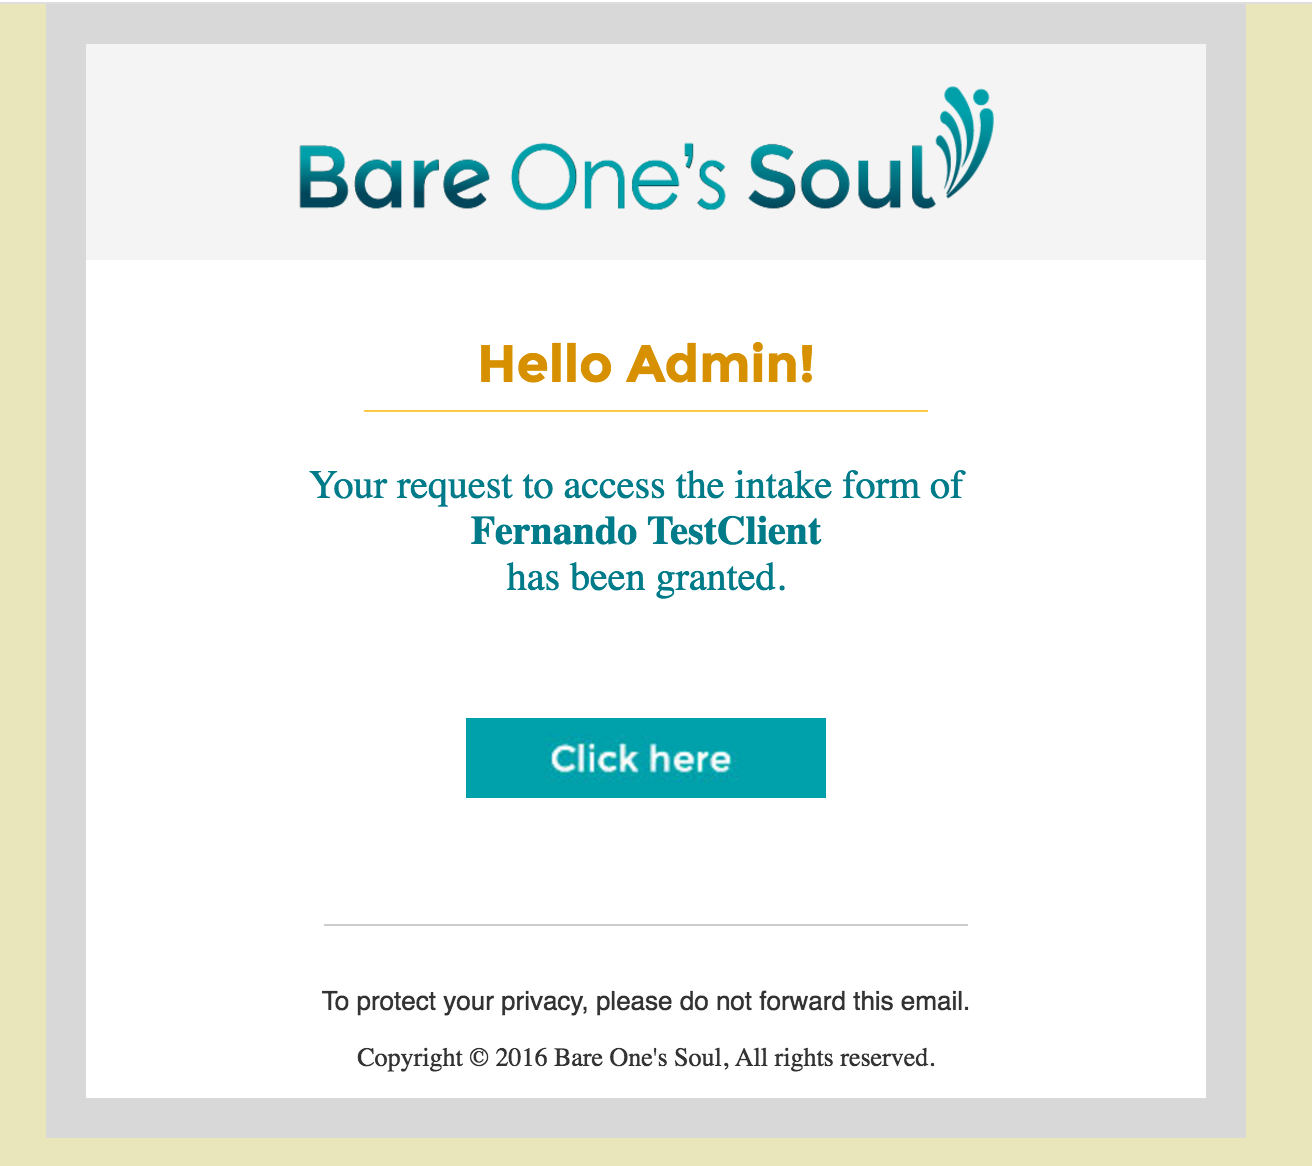 Bare One's Soul
Hello Admin!
Your request to access the intake form of
Fernando TestClient
has been granted.
Click here
To protect your privacy, please do not forward this email.
Copyright © 2016 Bare One's Soul, All rights reserved.